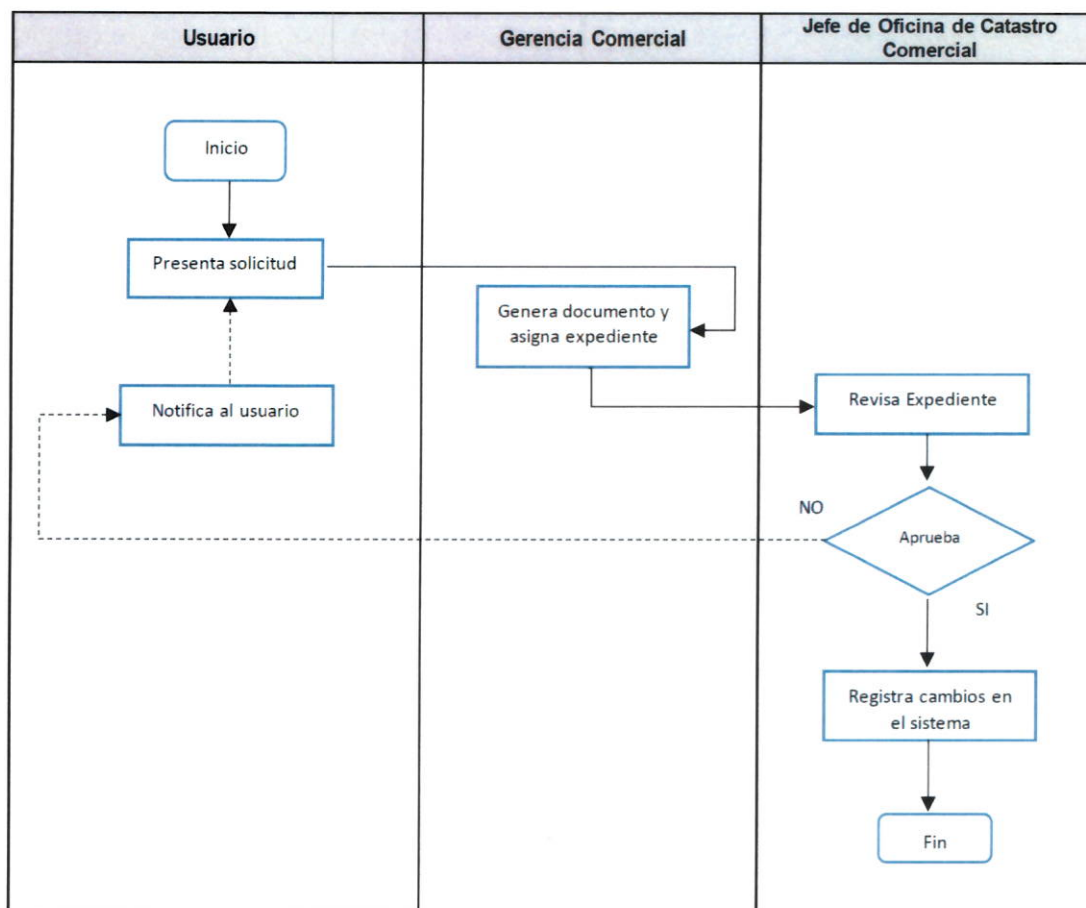 Usuario
Gerencia Comercial
Jefe de Oficina de Catastro
Comercial
Inicio
Presenta solicitud
Genera documento y
asigna expediente
Notifica al usuario
Revisa Expediente
NO
Aprueba
SI
Registra cambios en
el sistema
Fin